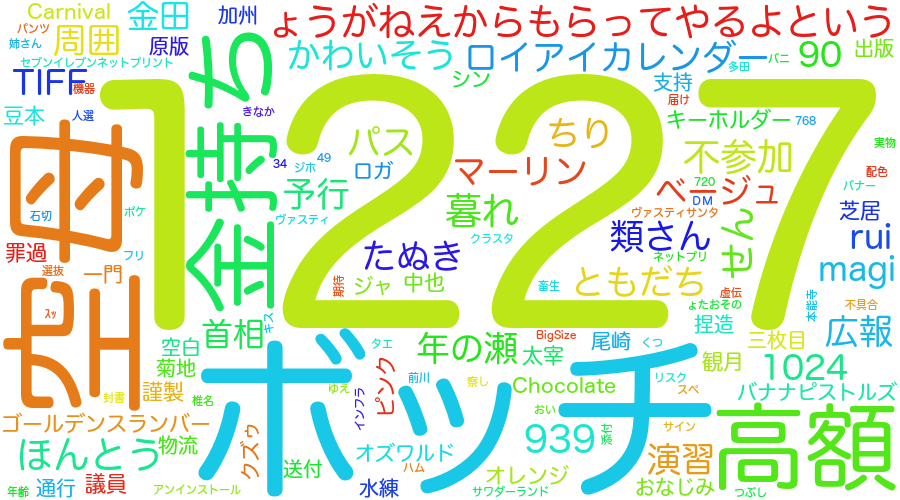 Carnival
金田
加州
ょうがねえからもらってやるよという
パンツ
姉さん
周囲
原版
セブンイレブンネットプリント
かわいそう
ロイアイカレンダー
多田
バニ
90
出版
TIFF
機器
シン
支持
届け
豆本
人選
きなか
金持ち
1227
キーホルダー
768
パス
ちり
実物
空母
34
49
ジホ
ロガ
マーリン
不参加
配色
720
バナー
予行
ベージュ
DM
石切
ポケ
ヴァスティ
暮れ
ヴァスティサンタ
芝居
せん
類さん
rui
罪過
フリ
クラスタ
たぬき
ネットプリ
選抜
一門
期待
ジャ
中也
畜生
ともだち
magi
虚伝
ょたおその
本能寺
不具合
ｽｯ
キス
首相
捏造
広報
年の瀬
BigSize
尾崎
くつ
三枚目
空白
タエ
太宰
菊地
ボッチ
ピンク
前川
察し
観月
1024
リスク
スペ
封書
謹製
椎名
ゆえ
Chocolate
バナナピストルズ
高額
インフラ
おい
ゴールデンスランバー
クズゥ
939
サイン
ほんとう
物流
オズワルド
演習
送付
ハム
オレンジ
おなじみ
年齢
通行
議員
アンインストール
水練
サワダーランド
つぶし